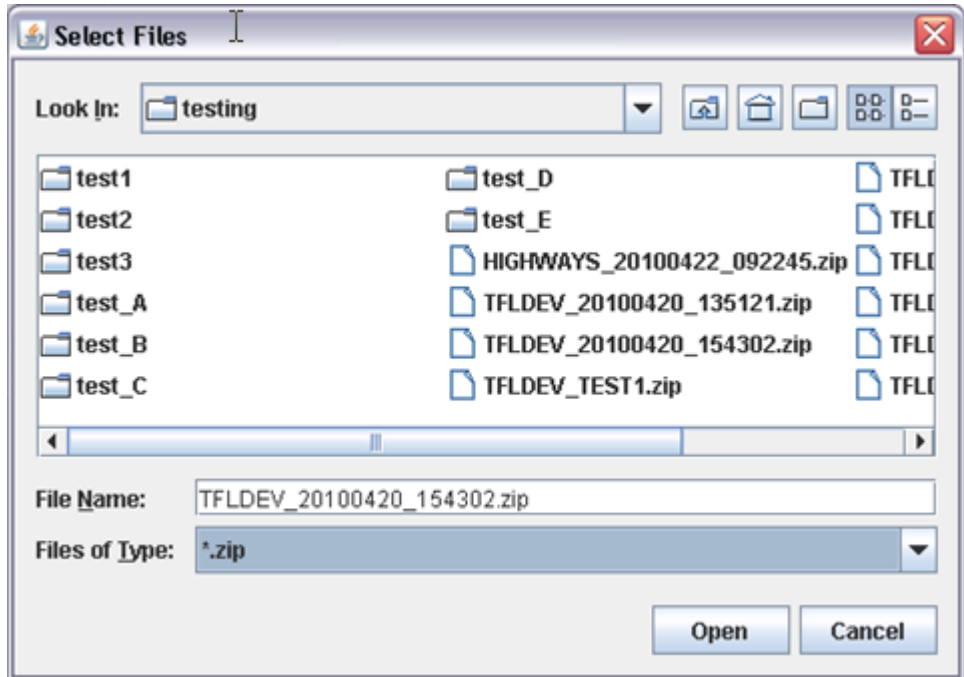 Select Files
Look In: testing
test1
test2
test3
test_A
test_B
test_C
test_D
test_E
HIGHWAYS_20100422_092245.zip
TFLDEV_20100420_135121.zip
TFLDEV_20100420_154302.zip
TFLDEV_TEST1.zip
File Name: TFLDEV_20100420_154302.zip
Files of Type: *.zip
Open Cancel